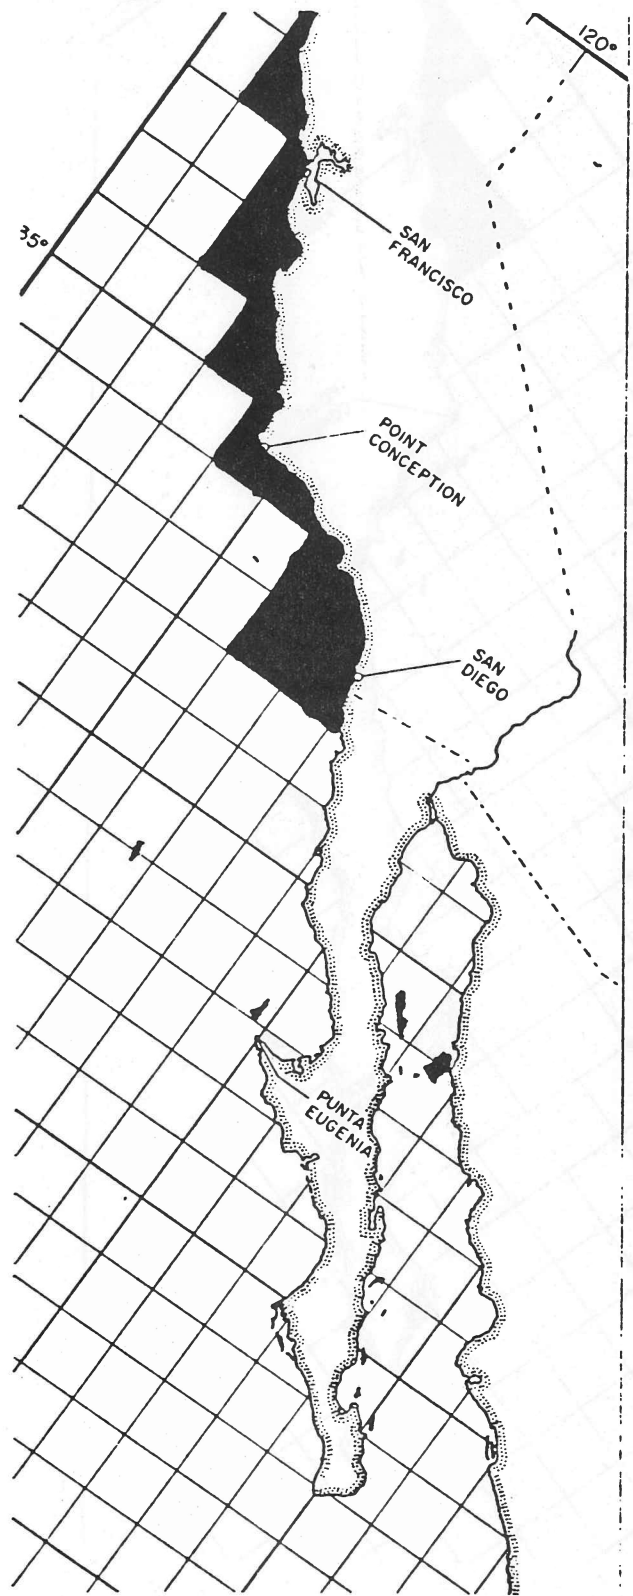 120°
35°
SAN
FRANCISCO
POINT
CONCEPTION
SAN
DIEGO
PUNTA
EUGENIA